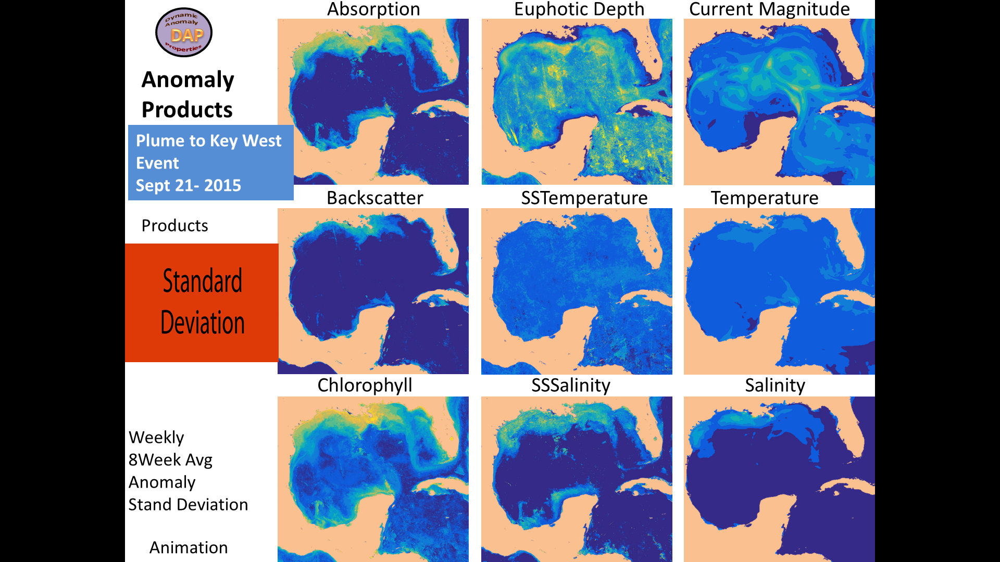 Dynamic
Anomaly
DAP
Properties
Anomaly
Products
Plume to Key West
Event
Sept 21- 2015
Products
Standard
Deviation
Weekly
8Week Avg
Anomaly
Stand Deviation
Animation
Absorption
Euphotic Depth
Current Magnitude
Backscatter
SSTemperature
Temperature
Chlorophyll
SSSalinity
Salinity